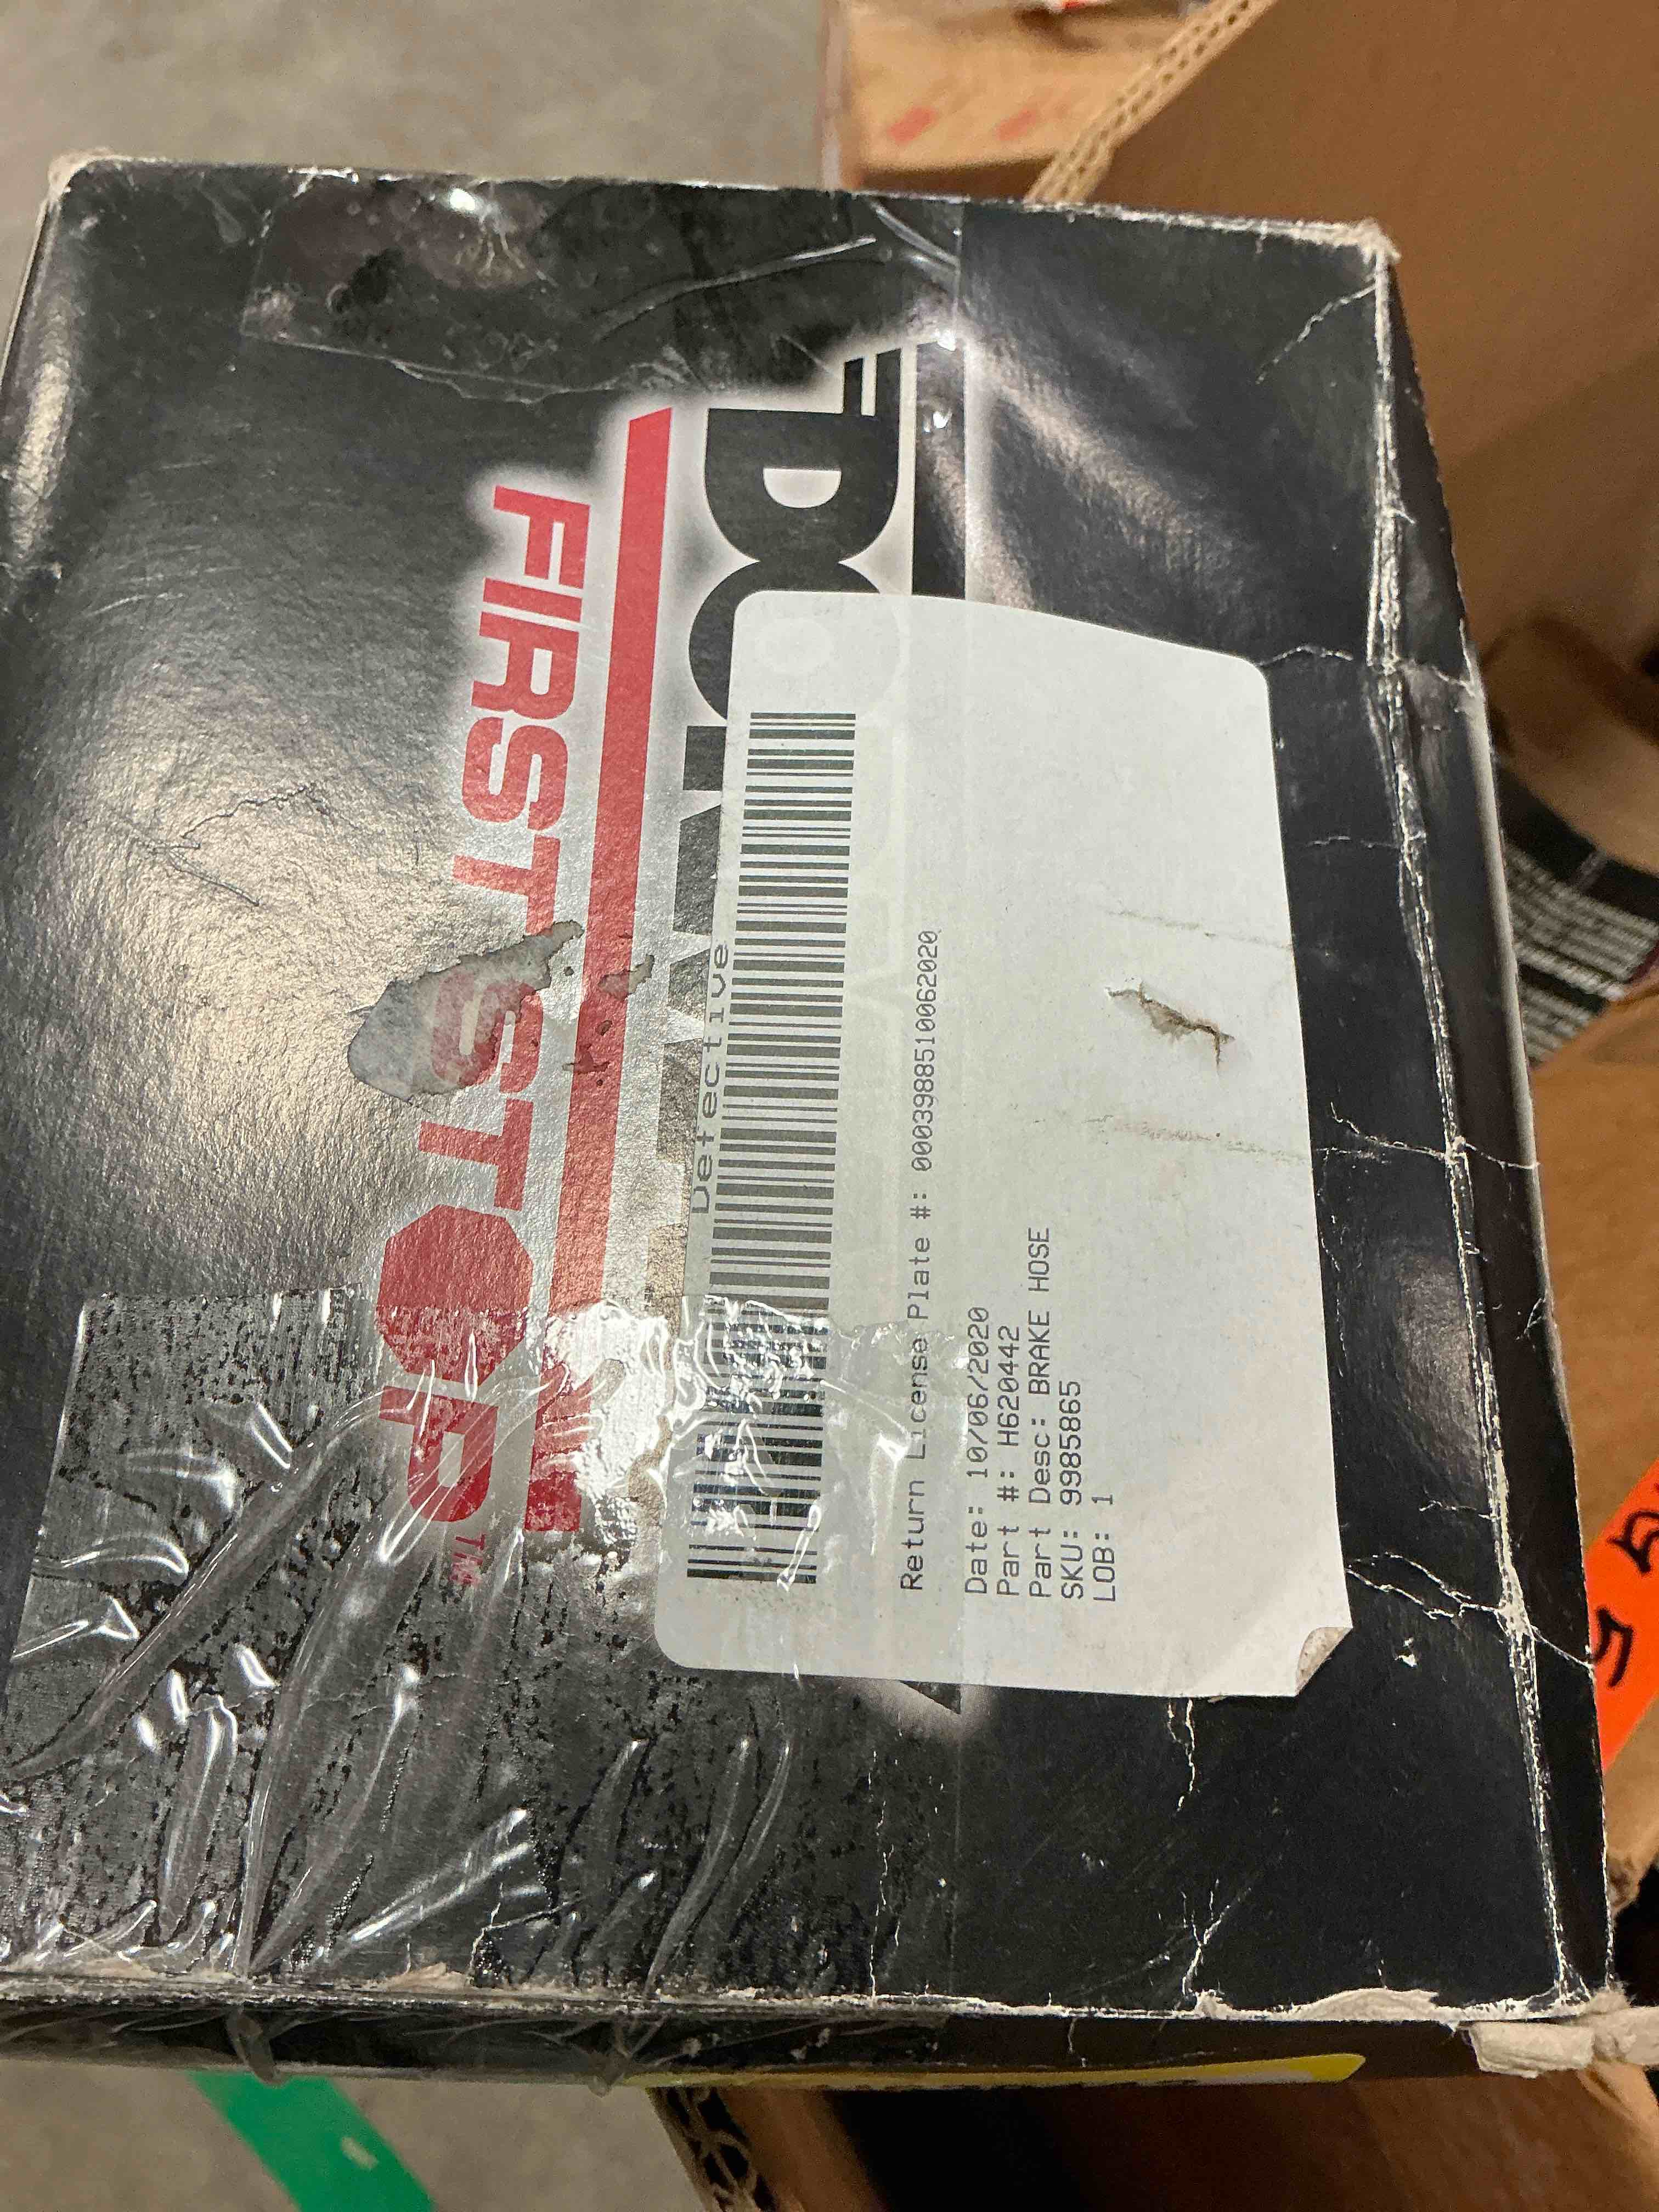 FIRST STOP™
Defective
Return License Plate #: 0003988510062020
Date: 10/06/2020
Part #: H620442
Part Desc: BRAKE HOSE
SKU: 9985865
LOB: 1